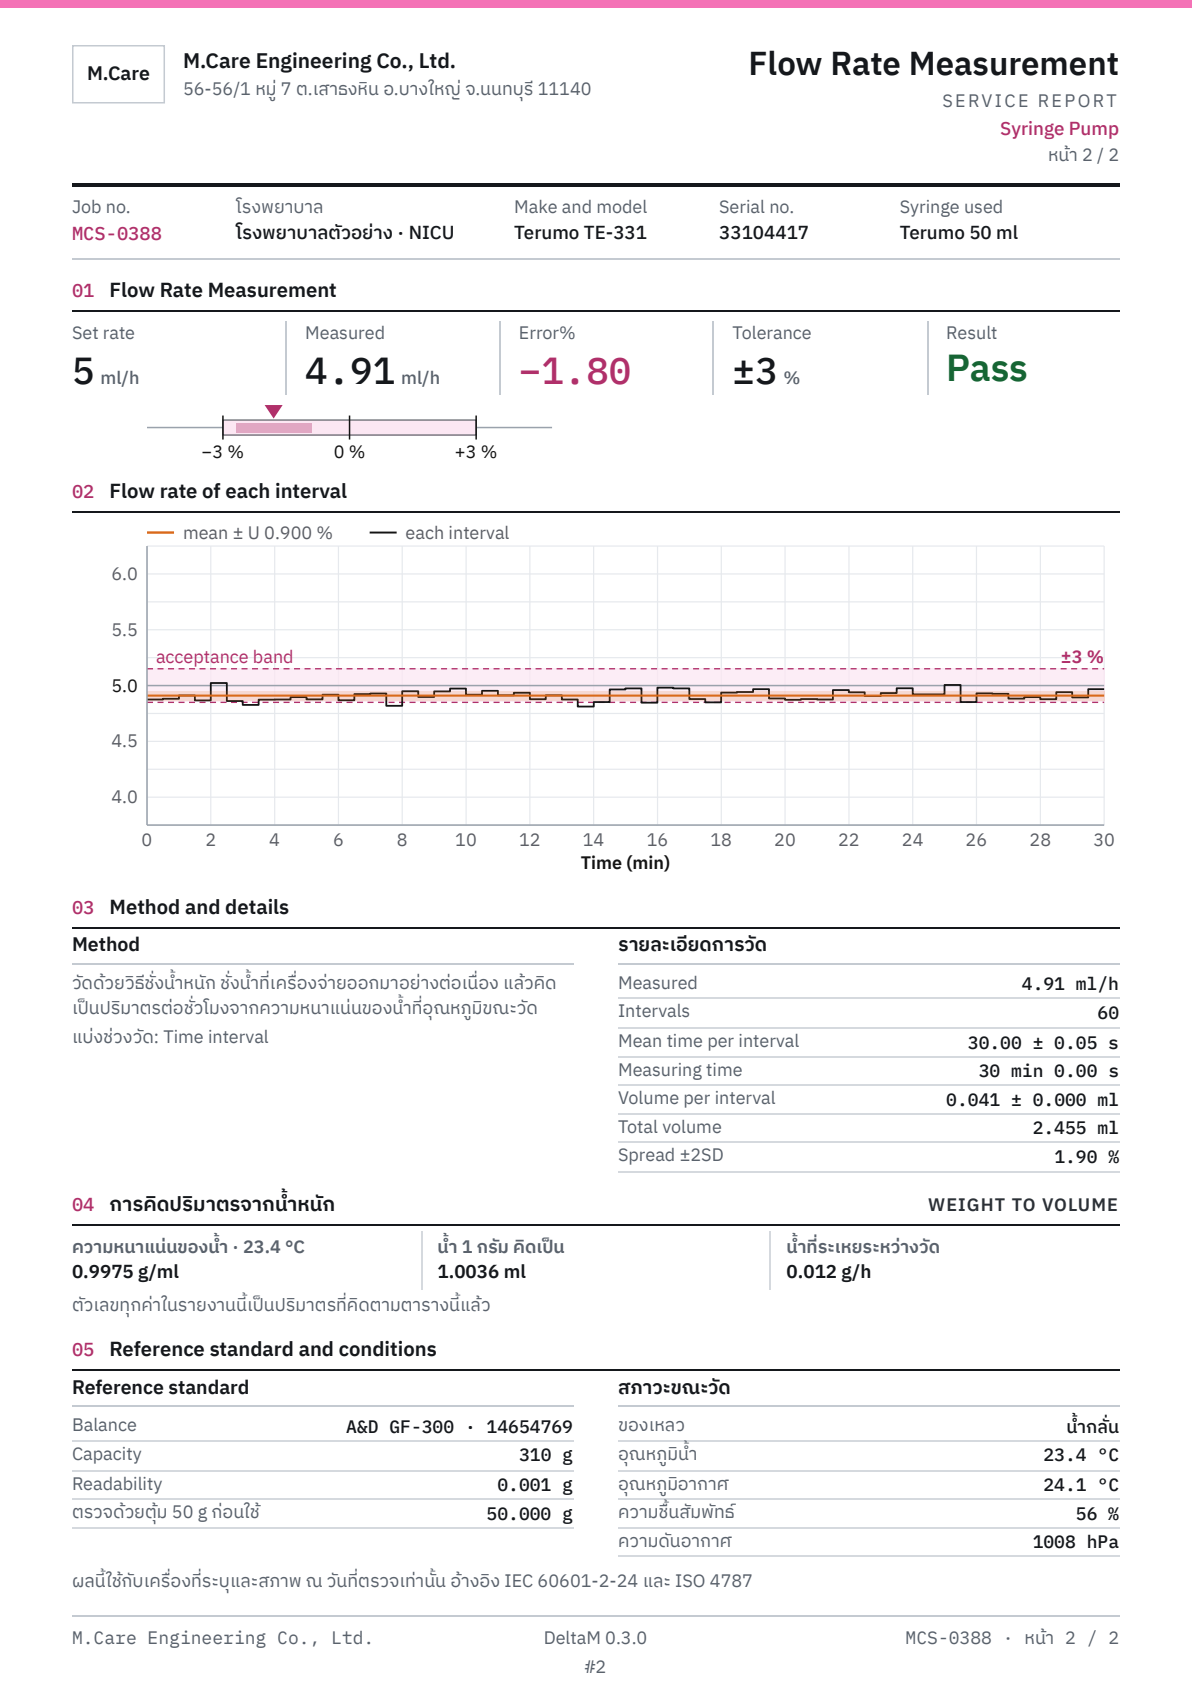 M.Care
M.Care Engineering Co., Ltd.
56-56/1 หมู่ 7 ต.เสาธงหิน อ.บางใหญ่ จ.นนทบุรี 11140
Flow Rate Measurement
SERVICE REPORT
Syringe Pump
หน้า 2 / 2
Job no. โรงพยาบาล Make and model Serial no. Syringe used
MCS-0388 โรงพยาบาลตัวอย่าง · NICU Terumo TE-331 33104417 Terumo 50 ml
01 Flow Rate Measurement
Set rate Measured Error% Tolerance Result
5 ml/h 4.91 ml/h −1.80 ±3 % Pass
−3 % 0 % +3 %
02 Flow rate of each interval
mean ± U 0.900 % each interval
6.0
5.5
acceptance band ±3 %
5.0
4.5
4.0
0 2 4 6 8 10 12 14 16 18 20 22 24 26 28 30
Time (min)
03 Method and details
Method
วัดด้วยวิธีชั่งน้ำหนัก ชั่งน้ำที่เครื่องจ่ายออกมาอย่างต่อเนื่อง แล้วคิด
เป็นปริมาตรต่อชั่วโมงจากความหนาแน่นของน้ำที่อุณหภูมิขณะวัด
แบ่งช่วงวัด: Time interval
รายละเอียดการวัด
Measured 4.91 ml/h
Intervals 60
Mean time per interval 30.00 ± 0.05 s
Measuring time 30 min 0.00 s
Volume per interval 0.041 ± 0.000 ml
Total volume 2.455 ml
Spread ±2SD 1.90 %
04 การคิดปริมาตรจากน้ำหนัก WEIGHT TO VOLUME
ความหนาแน่นของน้ำ · 23.4 °C น้ำ 1 กรัม คิดเป็น น้ำที่ระเหยระหว่างวัด
0.9975 g/ml 1.0036 ml 0.012 g/h
ตัวเลขทุกค่าในรายงานนี้เป็นปริมาตรที่คิดตามตารางนี้แล้ว
05 Reference standard and conditions
Reference standard
Balance A&D GF-300 · 14654769
Capacity 310 g
Readability 0.001 g
ตรวจด้วยตุ้ม 50 g ก่อนใช้ 50.000 g
สภาวะขณะวัด
ของเหลว น้ำกลั่น
อุณหภูมิน้ำ 23.4 °C
อุณหภูมิอากาศ 24.1 °C
ความชื้นสัมพัทธ์ 56 %
ความดันอากาศ 1008 hPa
ผลนี้ใช้กับเครื่องที่ระบุและสภาพ ณ วันที่ตรวจเท่านั้น อ้างอิง IEC 60601-2-24 และ ISO 4787
M.Care Engineering Co., Ltd. DeltaM 0.3.0 MCS-0388 · หน้า 2 / 2
#2